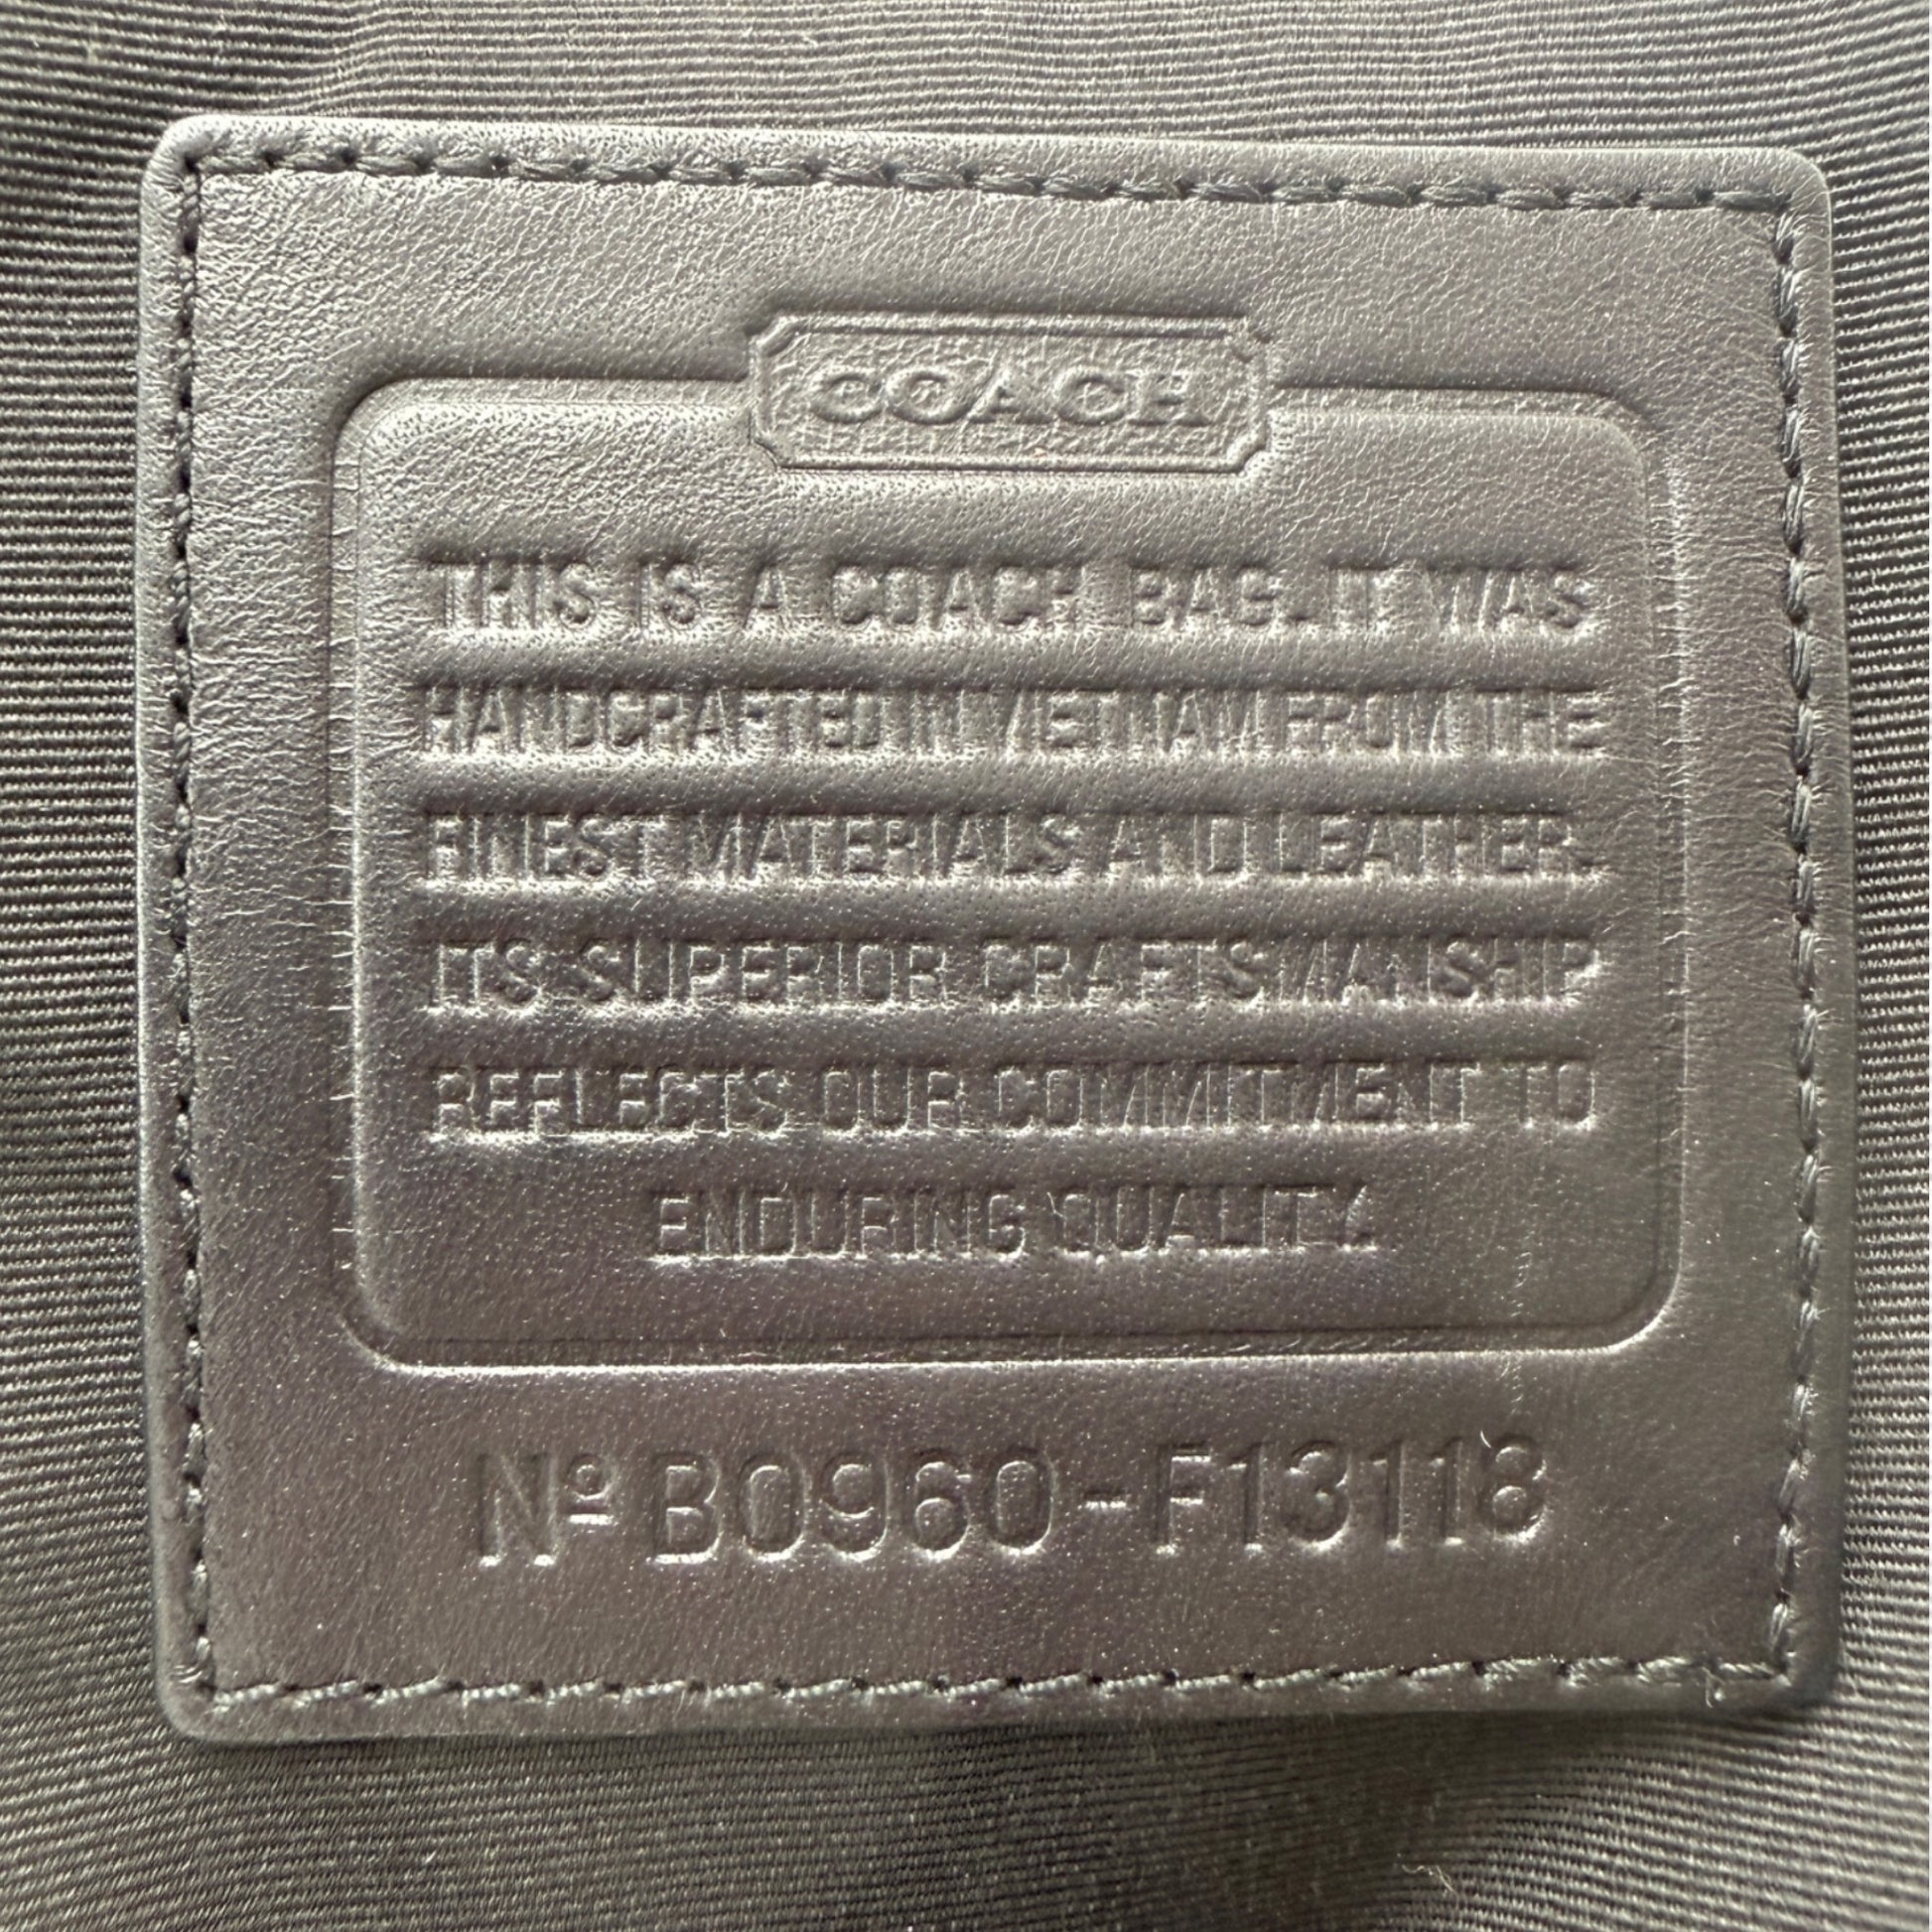 COACH
THIS IS A COACH BAG. IT WAS
HANDCRAFTED IN VIETNAM FROM THE
FINEST MATERIALS AND LEATHER.
ITS SUPERIOR CRAFTSMANSHIP
REFLECTS OUR COMMITMENT TO
ENDURING QUALITY.
Nº B0960-F13118